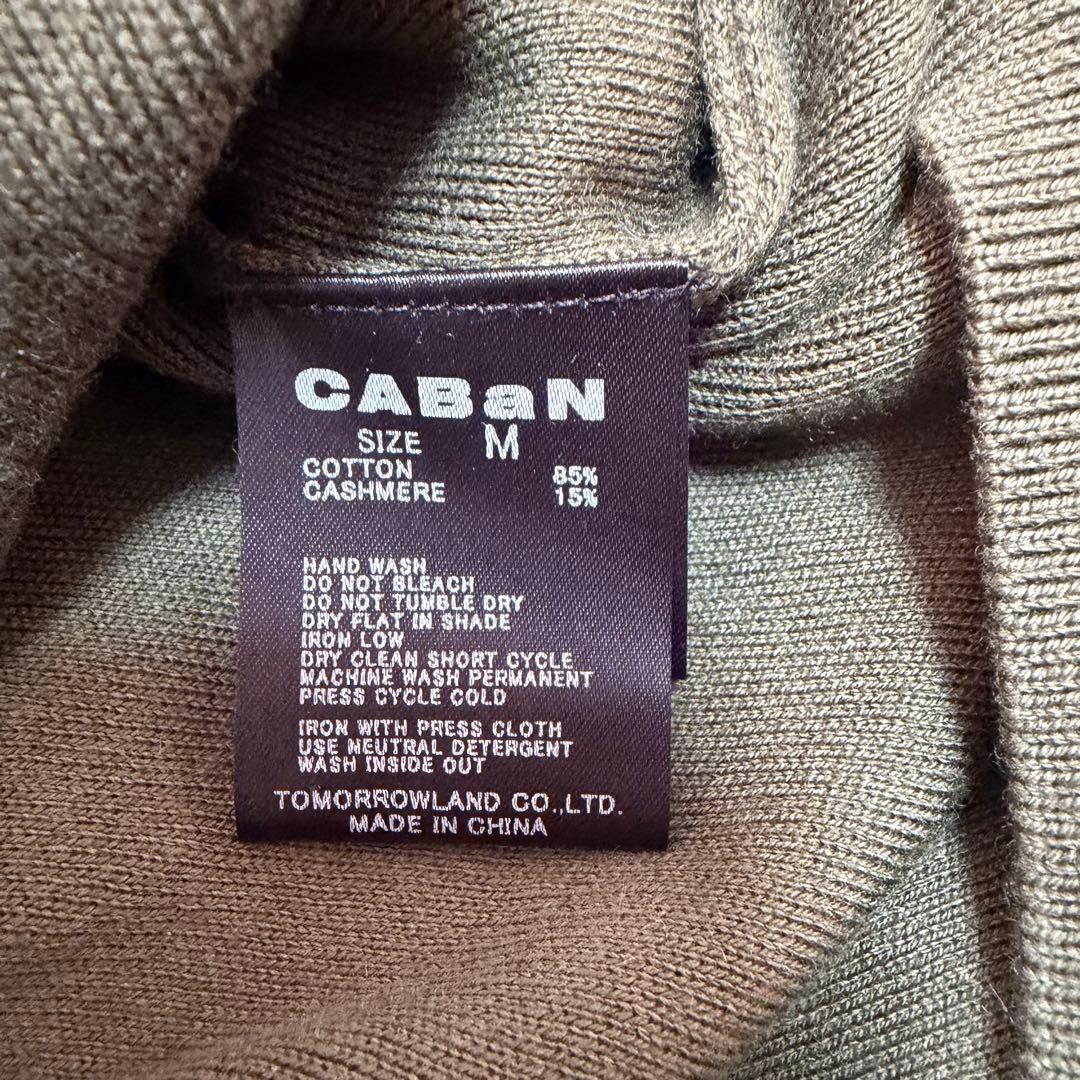 CABaN
SIZE M
COTTON 85%
CASHMERE 15%
HAND WASH
DO NOT BLEACH
DO NOT TUMBLE DRY
DRY FLAT IN SHADE
IRON LOW
DRY CLEAN SHORT CYCLE
MACHINE WASH PERMANENT
PRESS CYCLE COLD
IRON WITH PRESS CLOTH
USE NEUTRAL DETERGENT
WASH INSIDE OUT
TOMORROWLAND CO.,LTD.
MADE IN CHINA